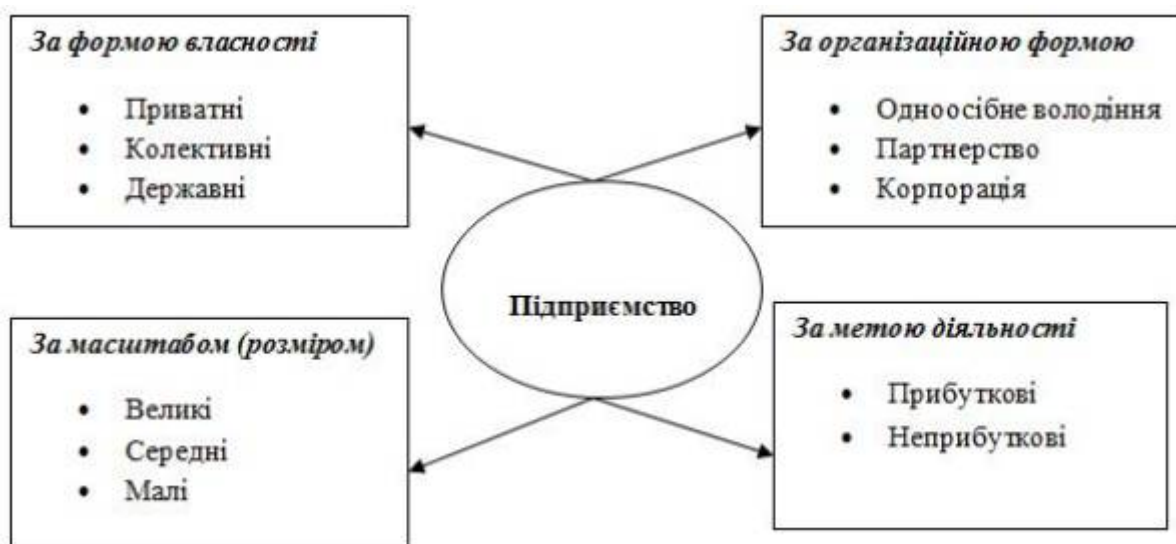 За формою власності
• Приватні
• Колективні
• Державні
За організаційною формою
• Одноосібне володіння
• Партнерство
• Корпорація
Підприємство
За масштабом (розміром)
• Великі
• Середні
• Малі
За метою діяльності
• Прибуткові
• Неприбуткові